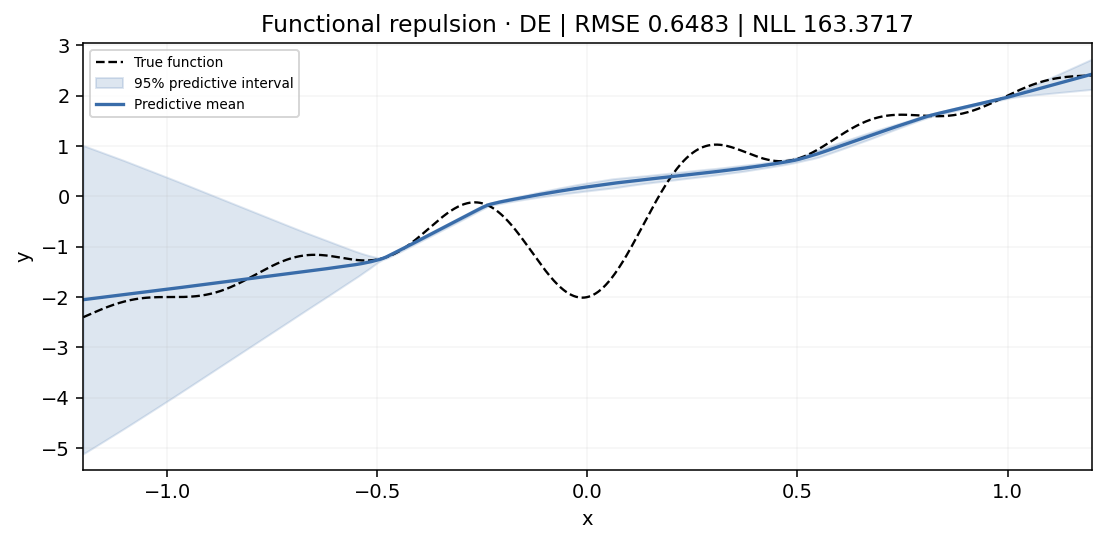 Functional repulsion · DE | RMSE 0.6483 | NLL 163.3717
True function
95% predictive interval
Predictive mean
3
2
1
0
−1
−2
−3
−4
−5
y
−1.0 −0.5 0.0 0.5 1.0
x